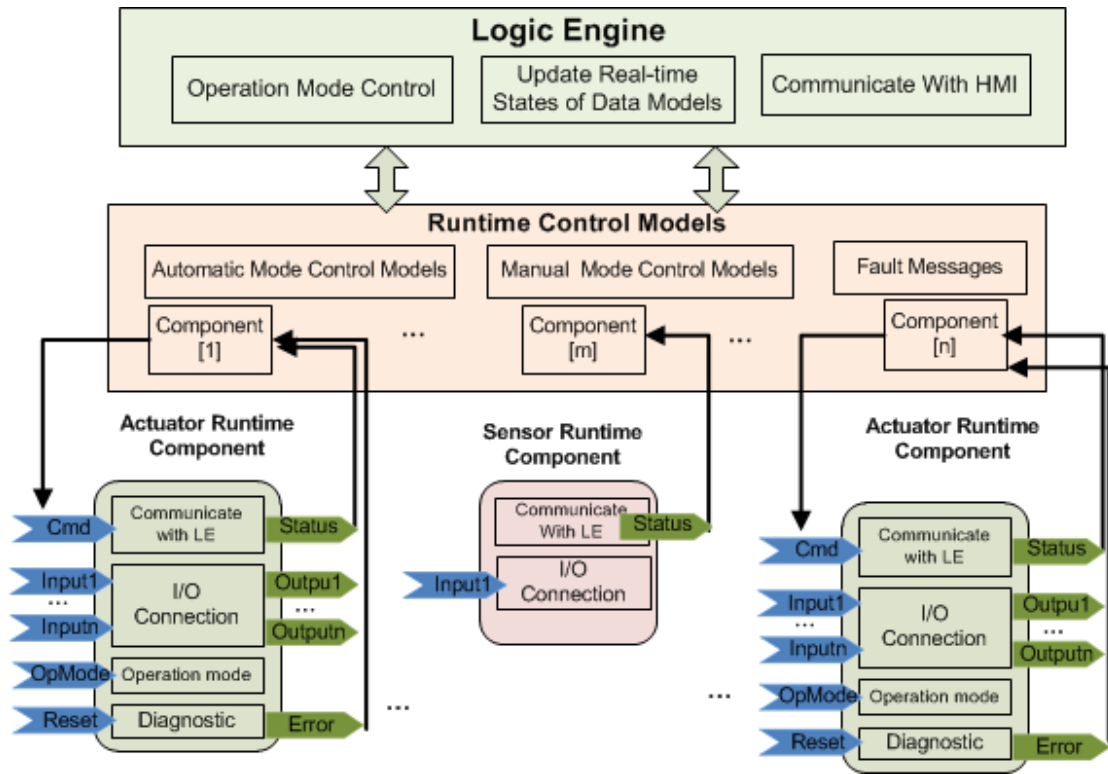 Logic Engine
Operation Mode Control
Update Real-time
States of Data Models
Communicate With HMI
Runtime Control Models
Automatic Mode Control Models
Manual Mode Control Models
Fault Messages
Component
[1]
...
Component
[m]
...
Component
[n]
Actuator Runtime
Component
Cmd
Communicate
with LE
Status
Input1
...
Inputn
I/O
Connection
Outpu1
...
Outputn
OpMode
Operation mode
Reset
Diagnostic
Error
...
Sensor Runtime
Component
Communicate
With LE
Status
Input1
I/O
Connection
...
Actuator Runtime
Component
Cmd
Communicate
with LE
Status
Input1
...
Inputn
I/O
Connection
Outpu1
...
Outputn
OpMode
Operation mode
Reset
Diagnostic
Error